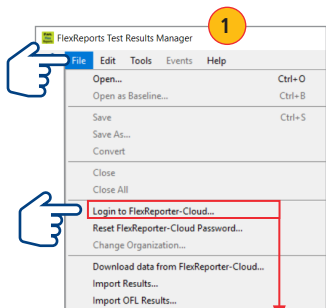 FlexReports Test Results Manager
1
File Edit Tools Events Help
Open... Ctrl+O
Open as Baseline... Ctrl+B
Save Ctrl+S
Save As...
Convert
Close
Close All
Login to FlexReporter-Cloud...
Reset FlexReporter-Cloud Password...
Change Organization...
Download data from FlexReporter-Cloud...
Import Results...
Import OFL Results...